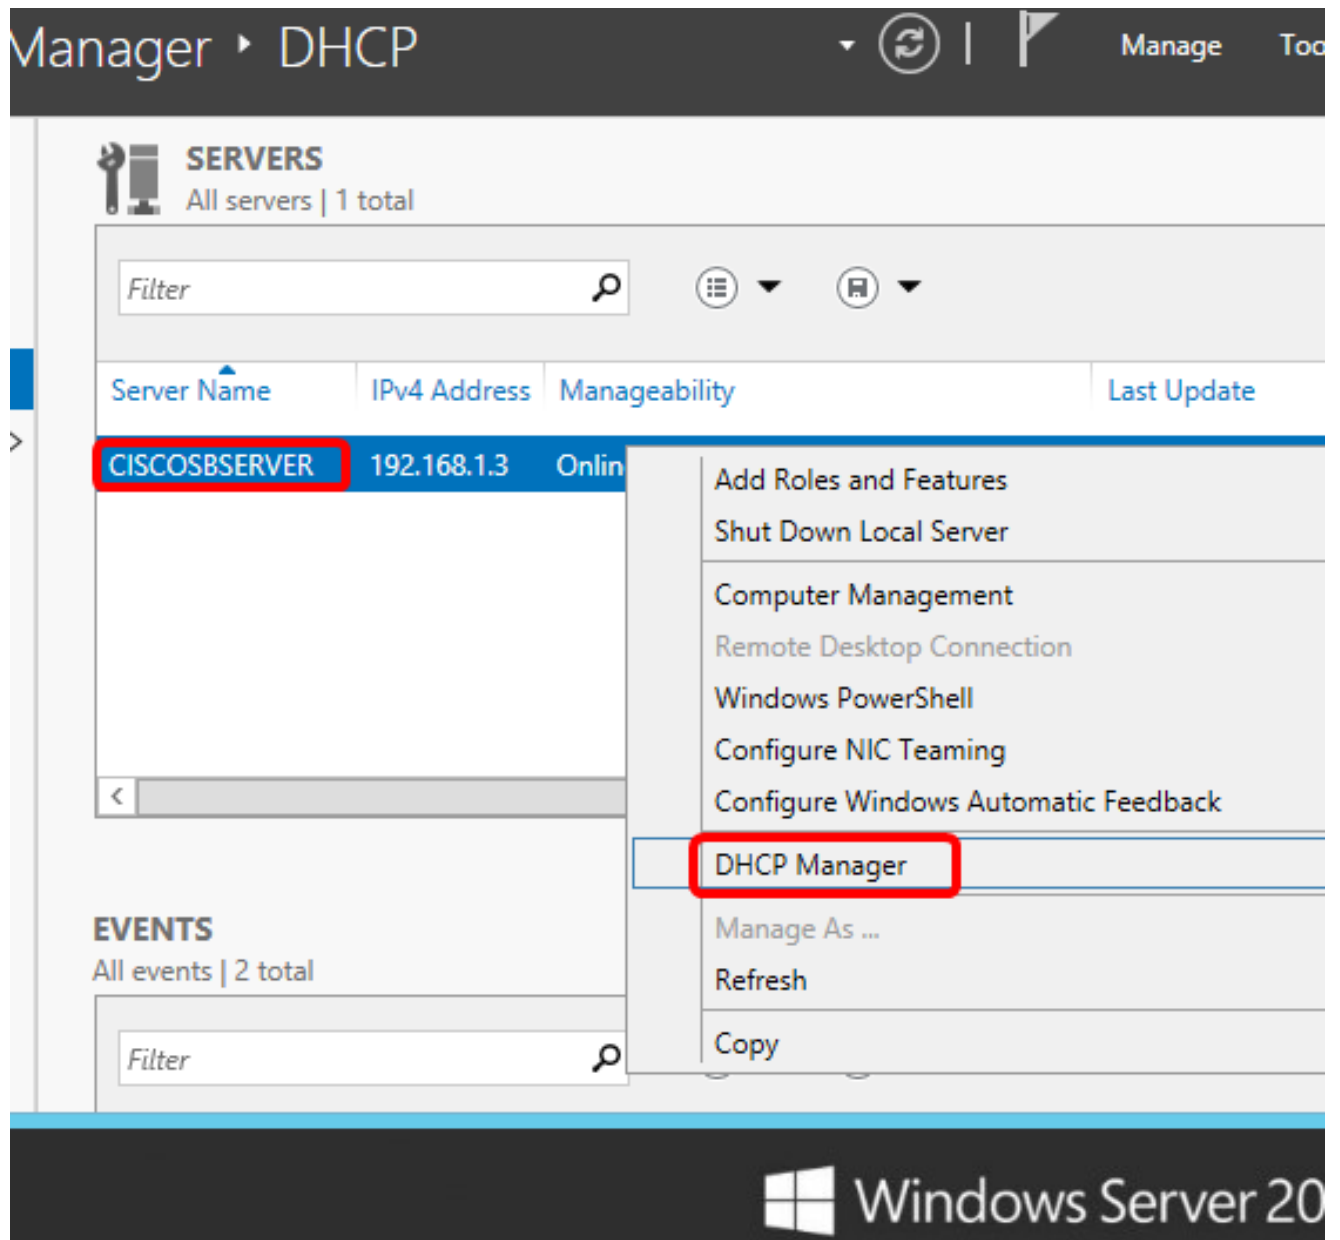 Manager ‣ DHCP
Manage
SERVERS
All servers | 1 total
Filter
Server Name IPv4 Address Manageability Last Update
CISCOSBSERVER 192.168.1.3 Onlin
Add Roles and Features
Shut Down Local Server
Computer Management
Remote Desktop Connection
Windows PowerShell
Configure NIC Teaming
Configure Windows Automatic Feedback
DHCP Manager
Manage As ...
Refresh
Copy
EVENTS
All events | 2 total
Filter
Windows Server 20